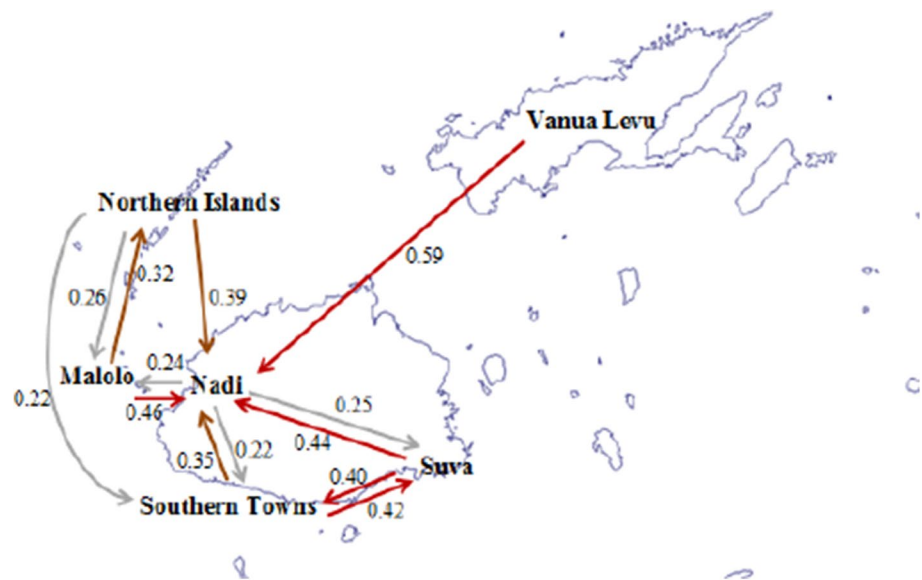 Vanua Levu
Northern Islands
0.59
0.32
0.26
0.39
Malolo
0.24
Nadi
0.22
0.46
0.25
0.44
0.22
0.35
Suva
0.40
Southern Towns
0.42